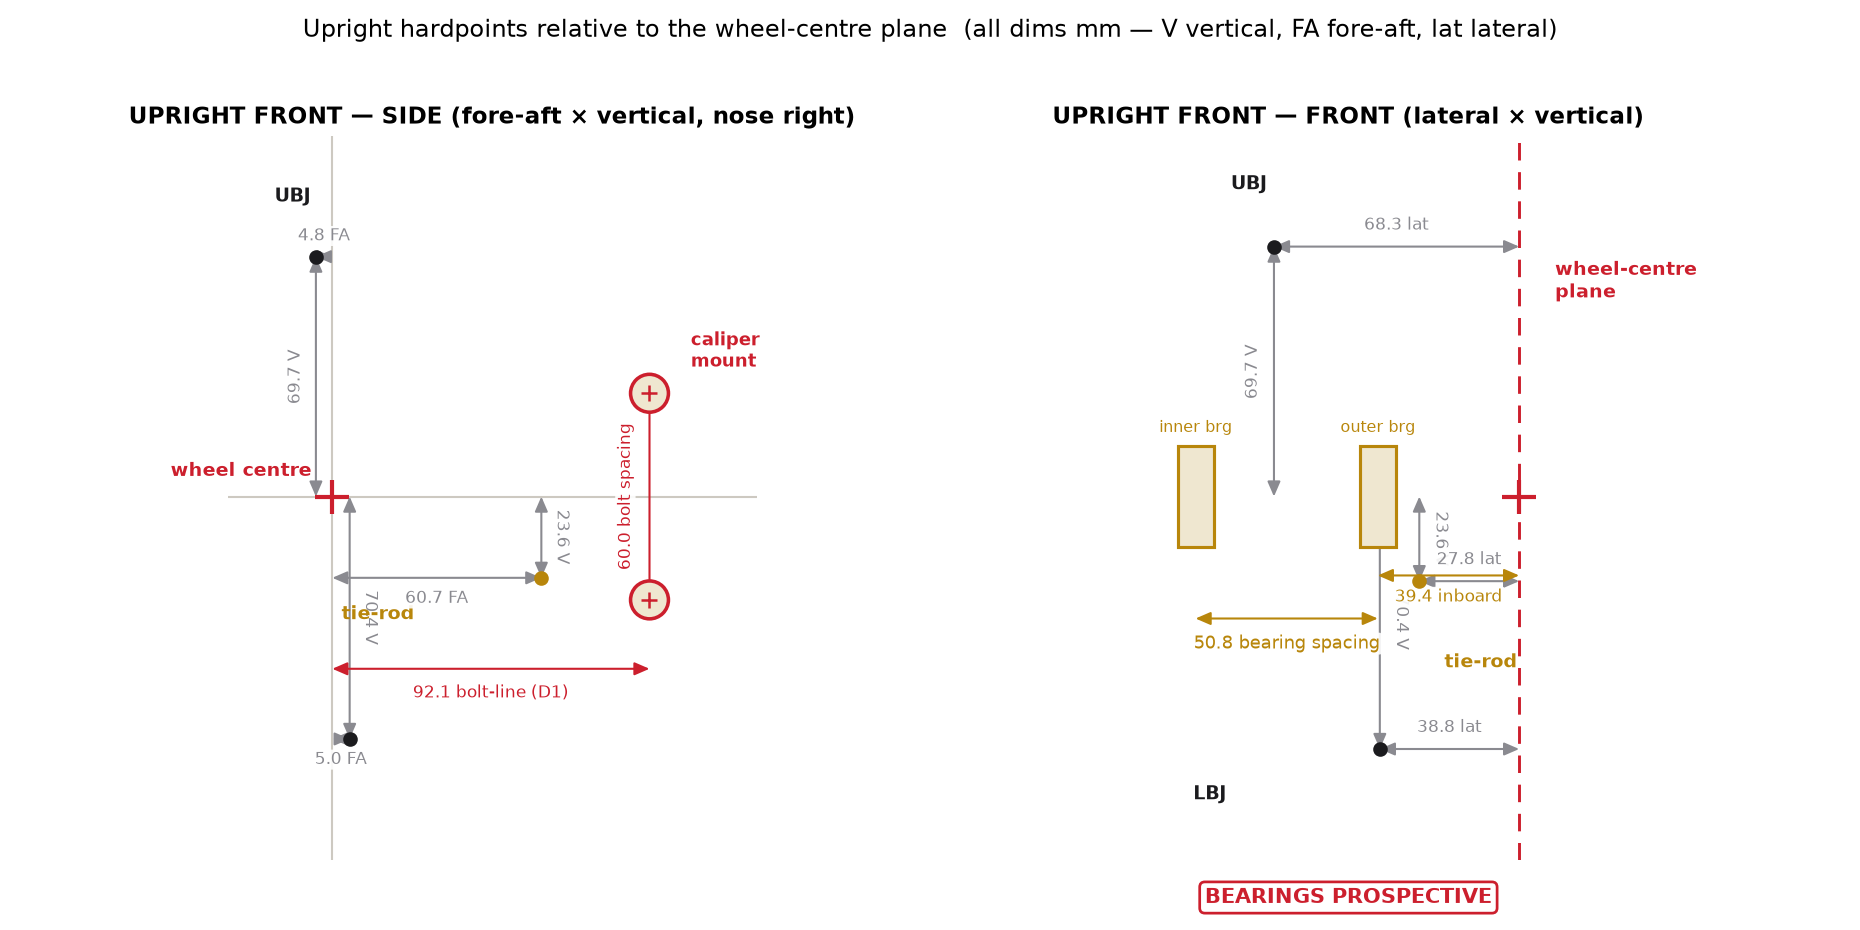 Upright hardpoints relative to the wheel-centre plane  (all dims mm — V vertical, FA fore-aft, lat lateral)
UPRIGHT FRONT — SIDE (fore-aft × vertical, nose right)
UBJ
4.8 FA
69.7 V
caliper
mount
wheel centre
60.0 bolt spacing
23.6 V
60.7 FA
tie-rod
70.4 V
92.1 bolt-line (D1)
5.0 FA
UPRIGHT FRONT — FRONT (lateral × vertical)
UBJ
68.3 lat
wheel-centre
plane
69.7 V
inner brg
outer brg
23.6
27.8 lat
39.4 inboard
0.4 V
50.8 bearing spacing
tie-rod
38.8 lat
LBJ
BEARINGS PROSPECTIVE